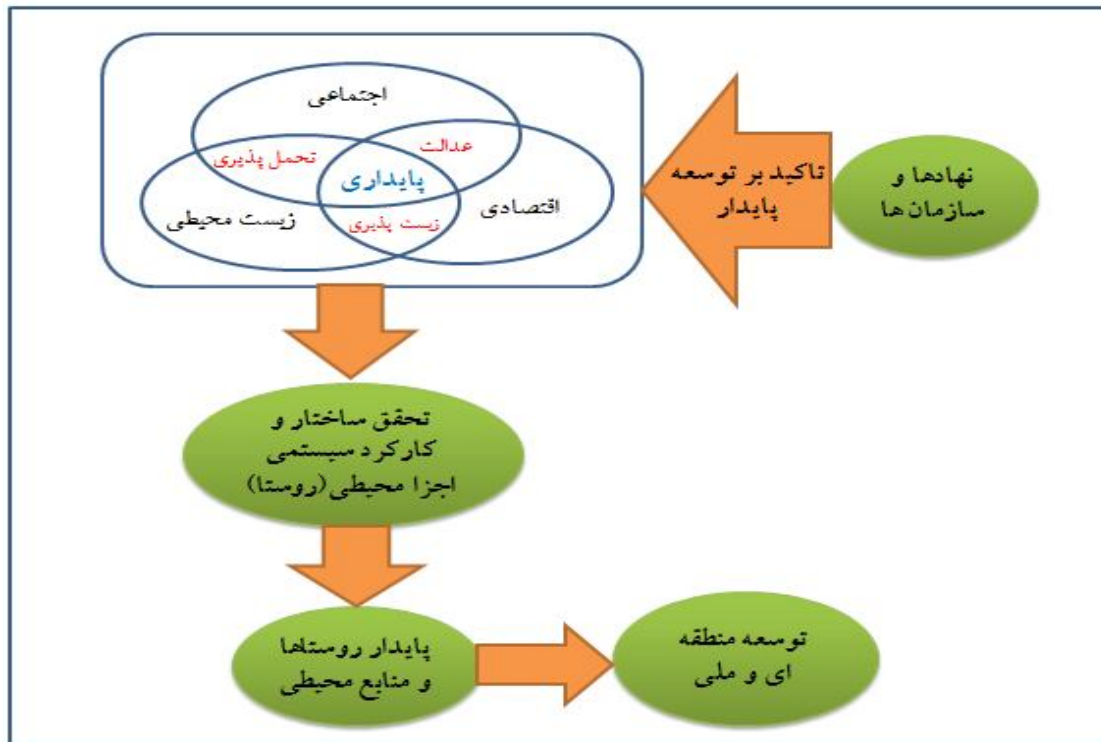 اجتماعی
عدالت
تحمل پذیری
پایداری
اقتصادی
زیست محیطی
زیست پذیری
تاکید بر توسعه
پایدار
نهادها و
سازمان‌ها
تحقق ساختار و
کارکرد سیستمی
اجزا محیطی(روستا)
پایدار روستاها
و منابع محیطی
توسعه منطقه
ای و ملی